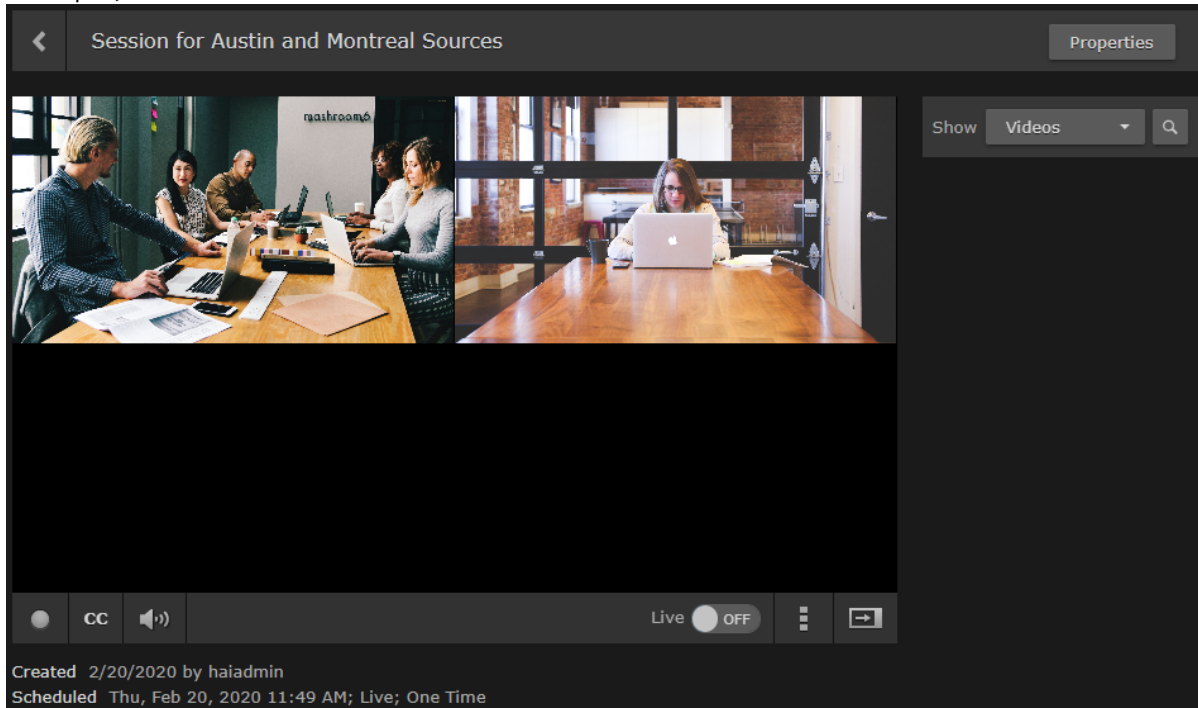 Session for Austin and Montreal Sources
Properties
mashroom6
Show Videos
CC
Live OFF
Created 2/20/2020 by haiadmin
Scheduled Thu, Feb 20, 2020 11:49 AM; Live; One Time